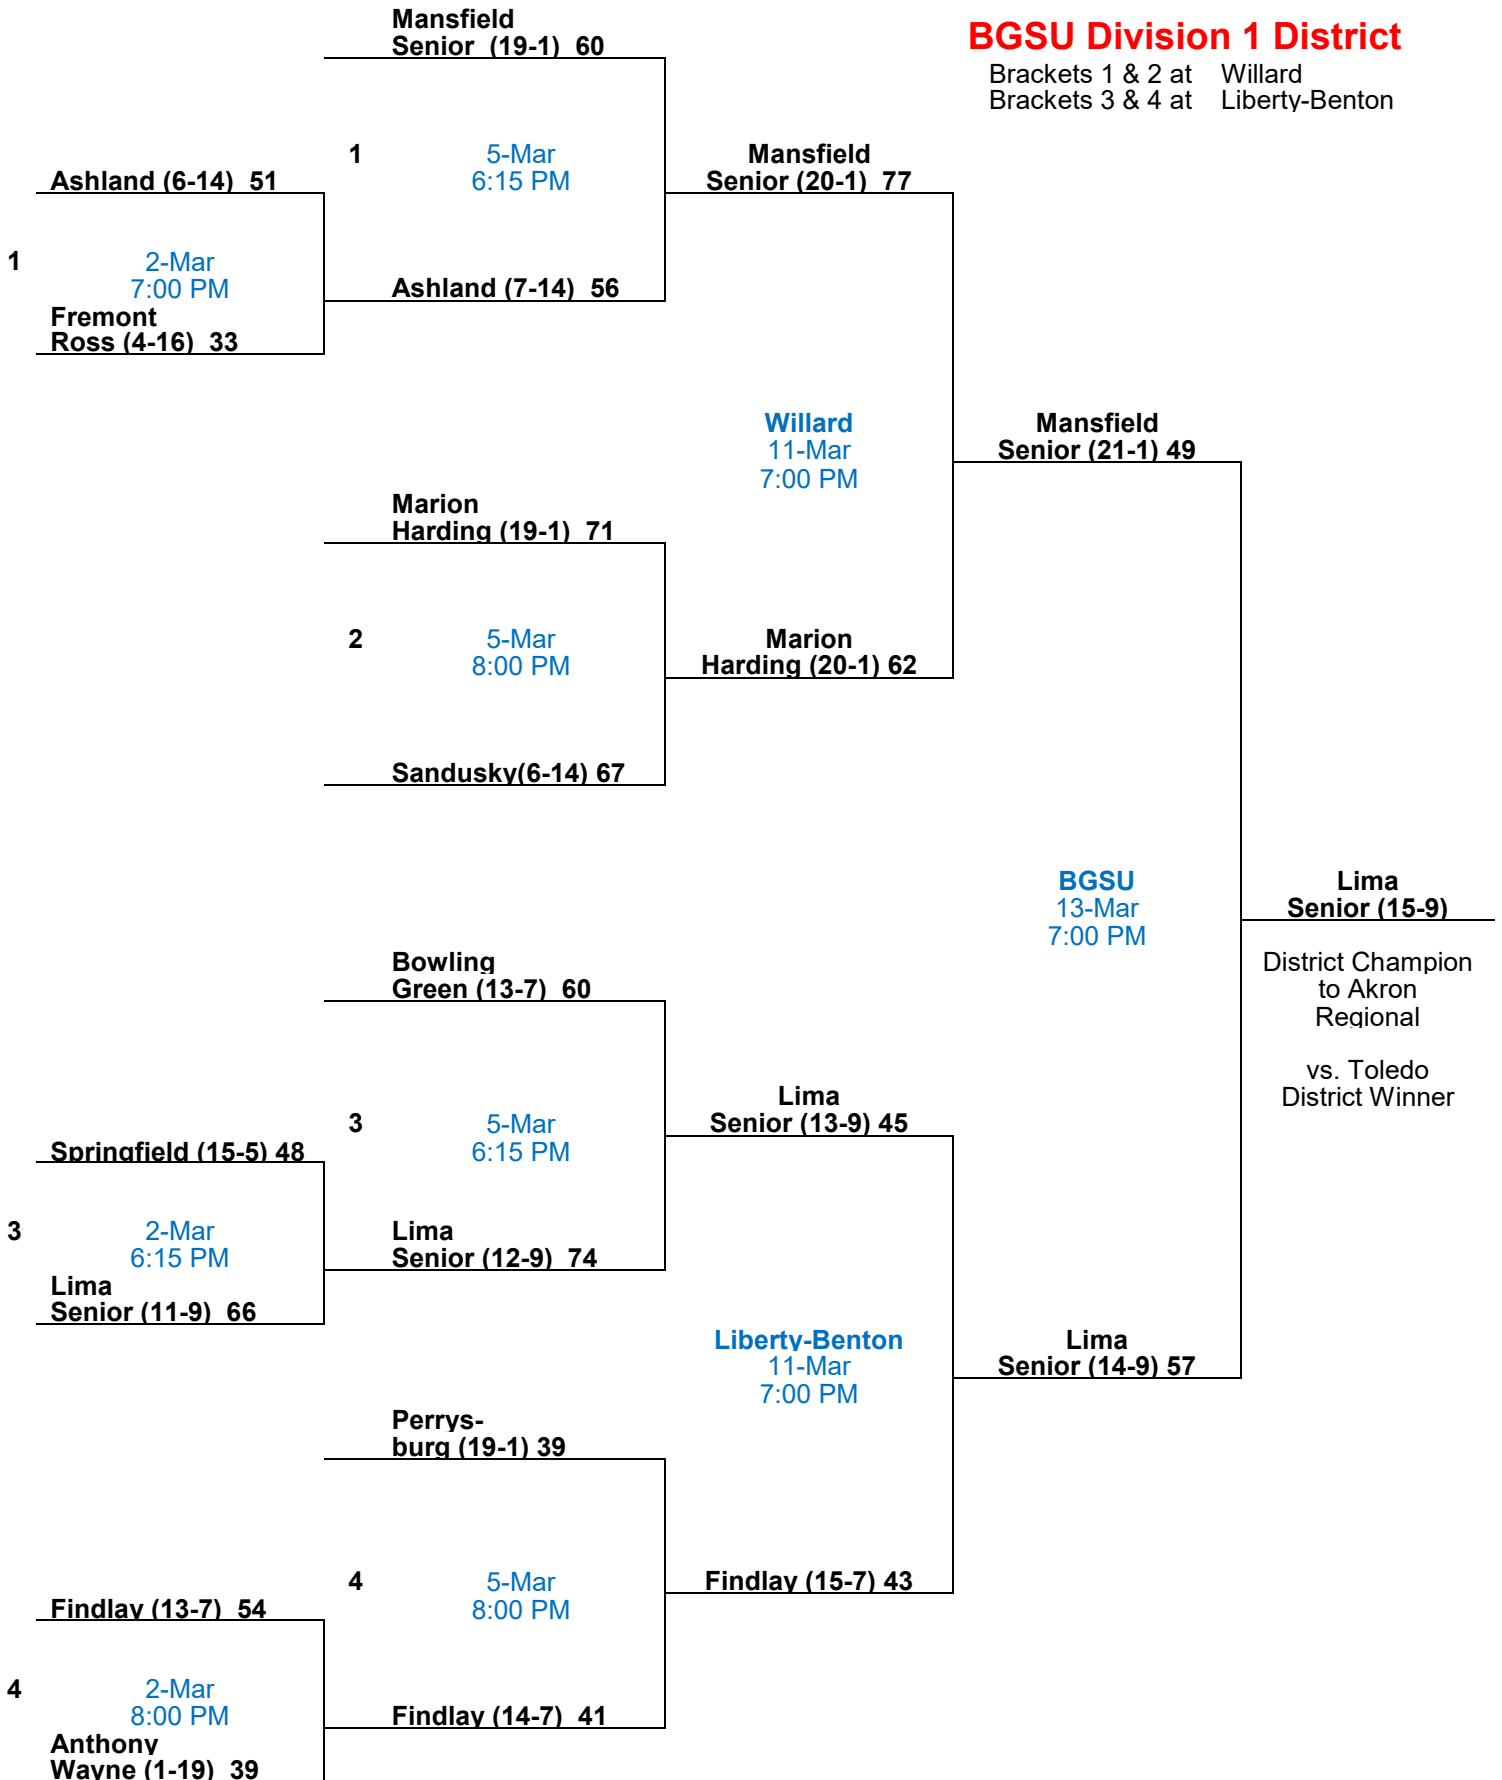 BGSU Division 1 District
Brackets 1 & 2 at Willard
Brackets 3 & 4 at Liberty-Benton
Mansfield
Senior (19-1) 60
1
5-Mar
6:15 PM
Mansfield
Senior (20-1) 77
Ashland (6-14) 51
1
2-Mar
7:00 PM
Ashland (7-14) 56
Fremont
Ross (4-16) 33
Willard
11-Mar
7:00 PM
Mansfield
Senior (21-1) 49
Marion
Harding (19-1) 71
2
5-Mar
8:00 PM
Marion
Harding (20-1) 62
Sandusky(6-14) 67
BGSU
13-Mar
7:00 PM
Lima
Senior (15-9)
District Champion
to Akron
Regional
vs. Toledo
District Winner
Bowling
Green (13-7) 60
3
5-Mar
6:15 PM
Lima
Senior (13-9) 45
Springfield (15-5) 48
3
2-Mar
6:15 PM
Lima
Senior (12-9) 74
Lima
Senior (11-9) 66
Liberty-Benton
11-Mar
7:00 PM
Lima
Senior (14-9) 57
Perrys-
burg (19-1) 39
4
5-Mar
8:00 PM
Findlay (15-7) 43
Findlay (13-7) 54
4
2-Mar
8:00 PM
Findlay (14-7) 41
Anthony
Wayne (1-19) 39